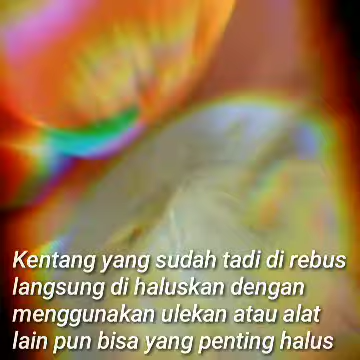 Kentang yang sudah tadi di rebus
langsung di haluskan dengan
menggunakan ulekan atau alat
lain pun bisa yang penting halus